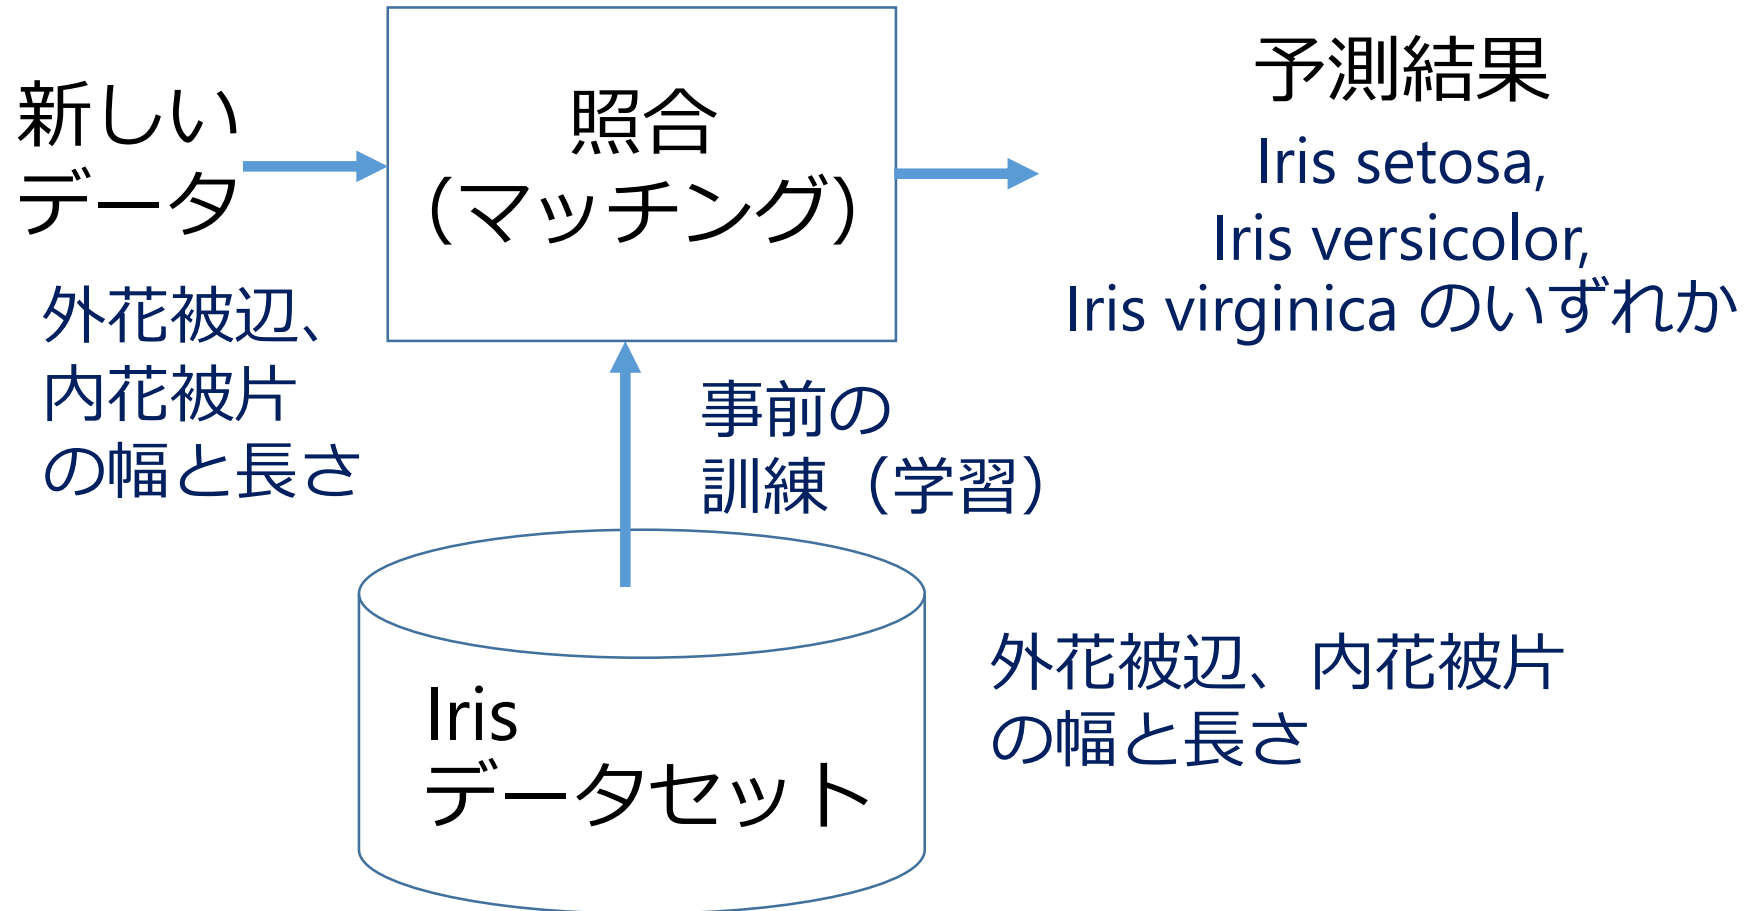 新しい
データ
外花被辺、
内花被片
の幅と長さ
照合
（マッチング）
予測結果
Iris setosa,
Iris versicolor,
Iris virginica のいずれか
事前の
訓練（学習）
Iris
データセット
外花被辺、内花被片
の幅と長さ